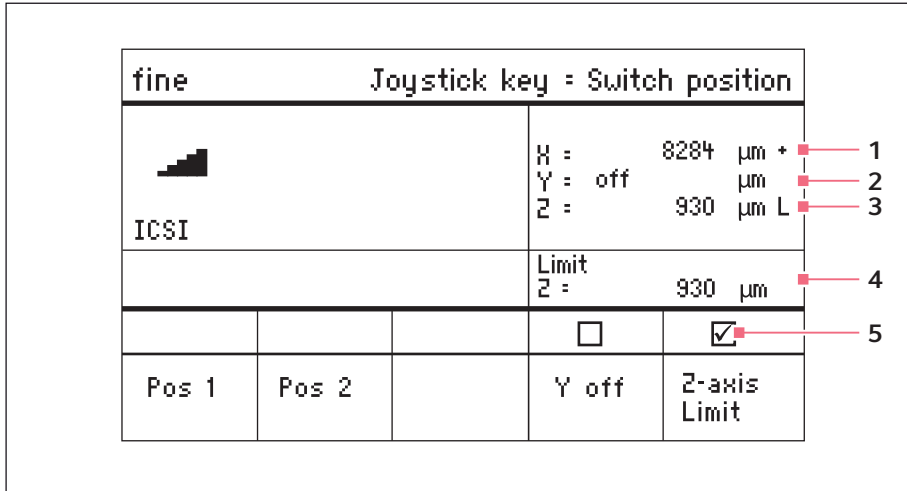 fine Joystick key = Switch position
X = 8284 µm + 1
Y = off µm 2
Z = 930 µm L 3
ICSI
Limit
Z = 930 µm 4
5
Pos 1 Pos 2 Y off Z-axis
Limit